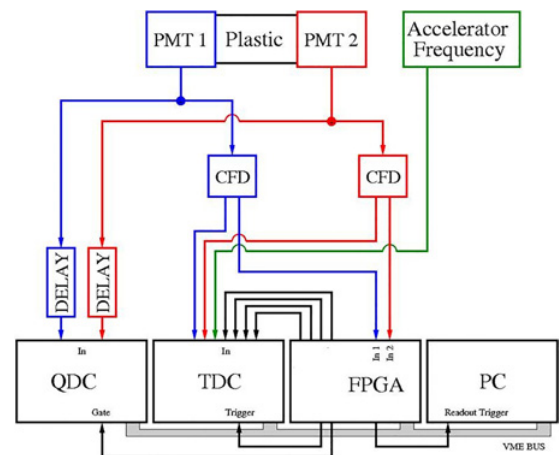 PMT 1
Plastic
PMT 2
Accelerator
Frequency
CFD
CFD
DELAY
DELAY
In
In
In 1
In 2
QDC
TDC
FPGA
PC
Gate
Trigger
Readout Trigger
VME BUS